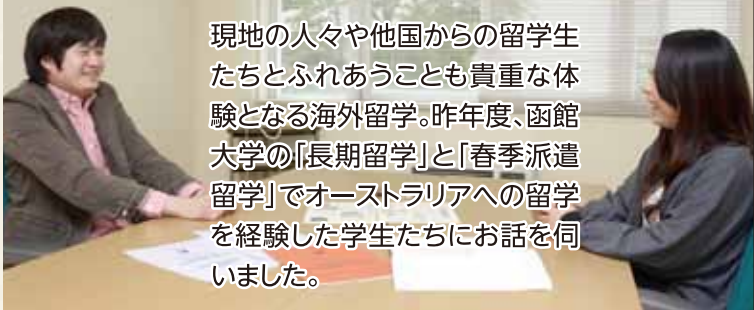 現地の人々や他国からの留学生
たちとふれあうことも貴重な体
験となる海外留学。昨年度、函館
大学の「長期留学」と「春季派遣
留学」でオーストラリアへの留学
を経験した学生たちにお話を伺
いました。